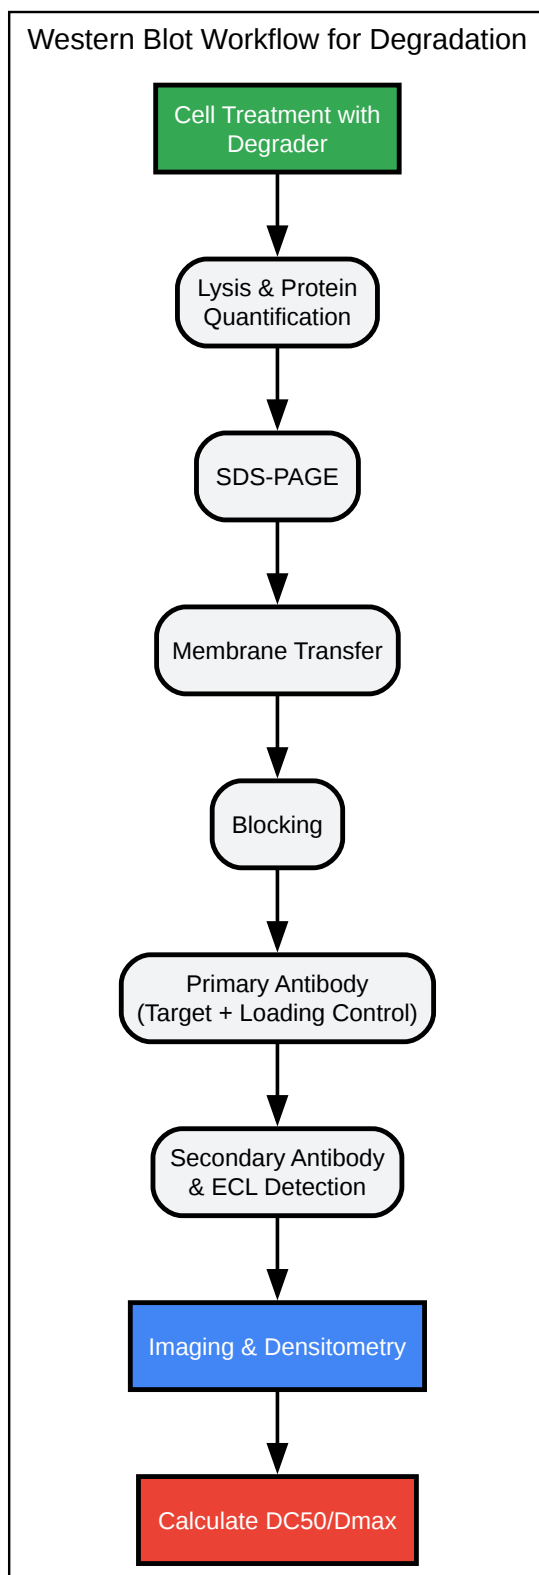 Western Blot Workflow for Degradation
Cell Treatment with
Degrader
Lysis & Protein
Quantification
SDS-PAGE
Membrane Transfer
Blocking
Primary Antibody
(Target + Loading Control)
Secondary Antibody
& ECL Detection
Imaging & Densitometry
Calculate DC50/Dmax